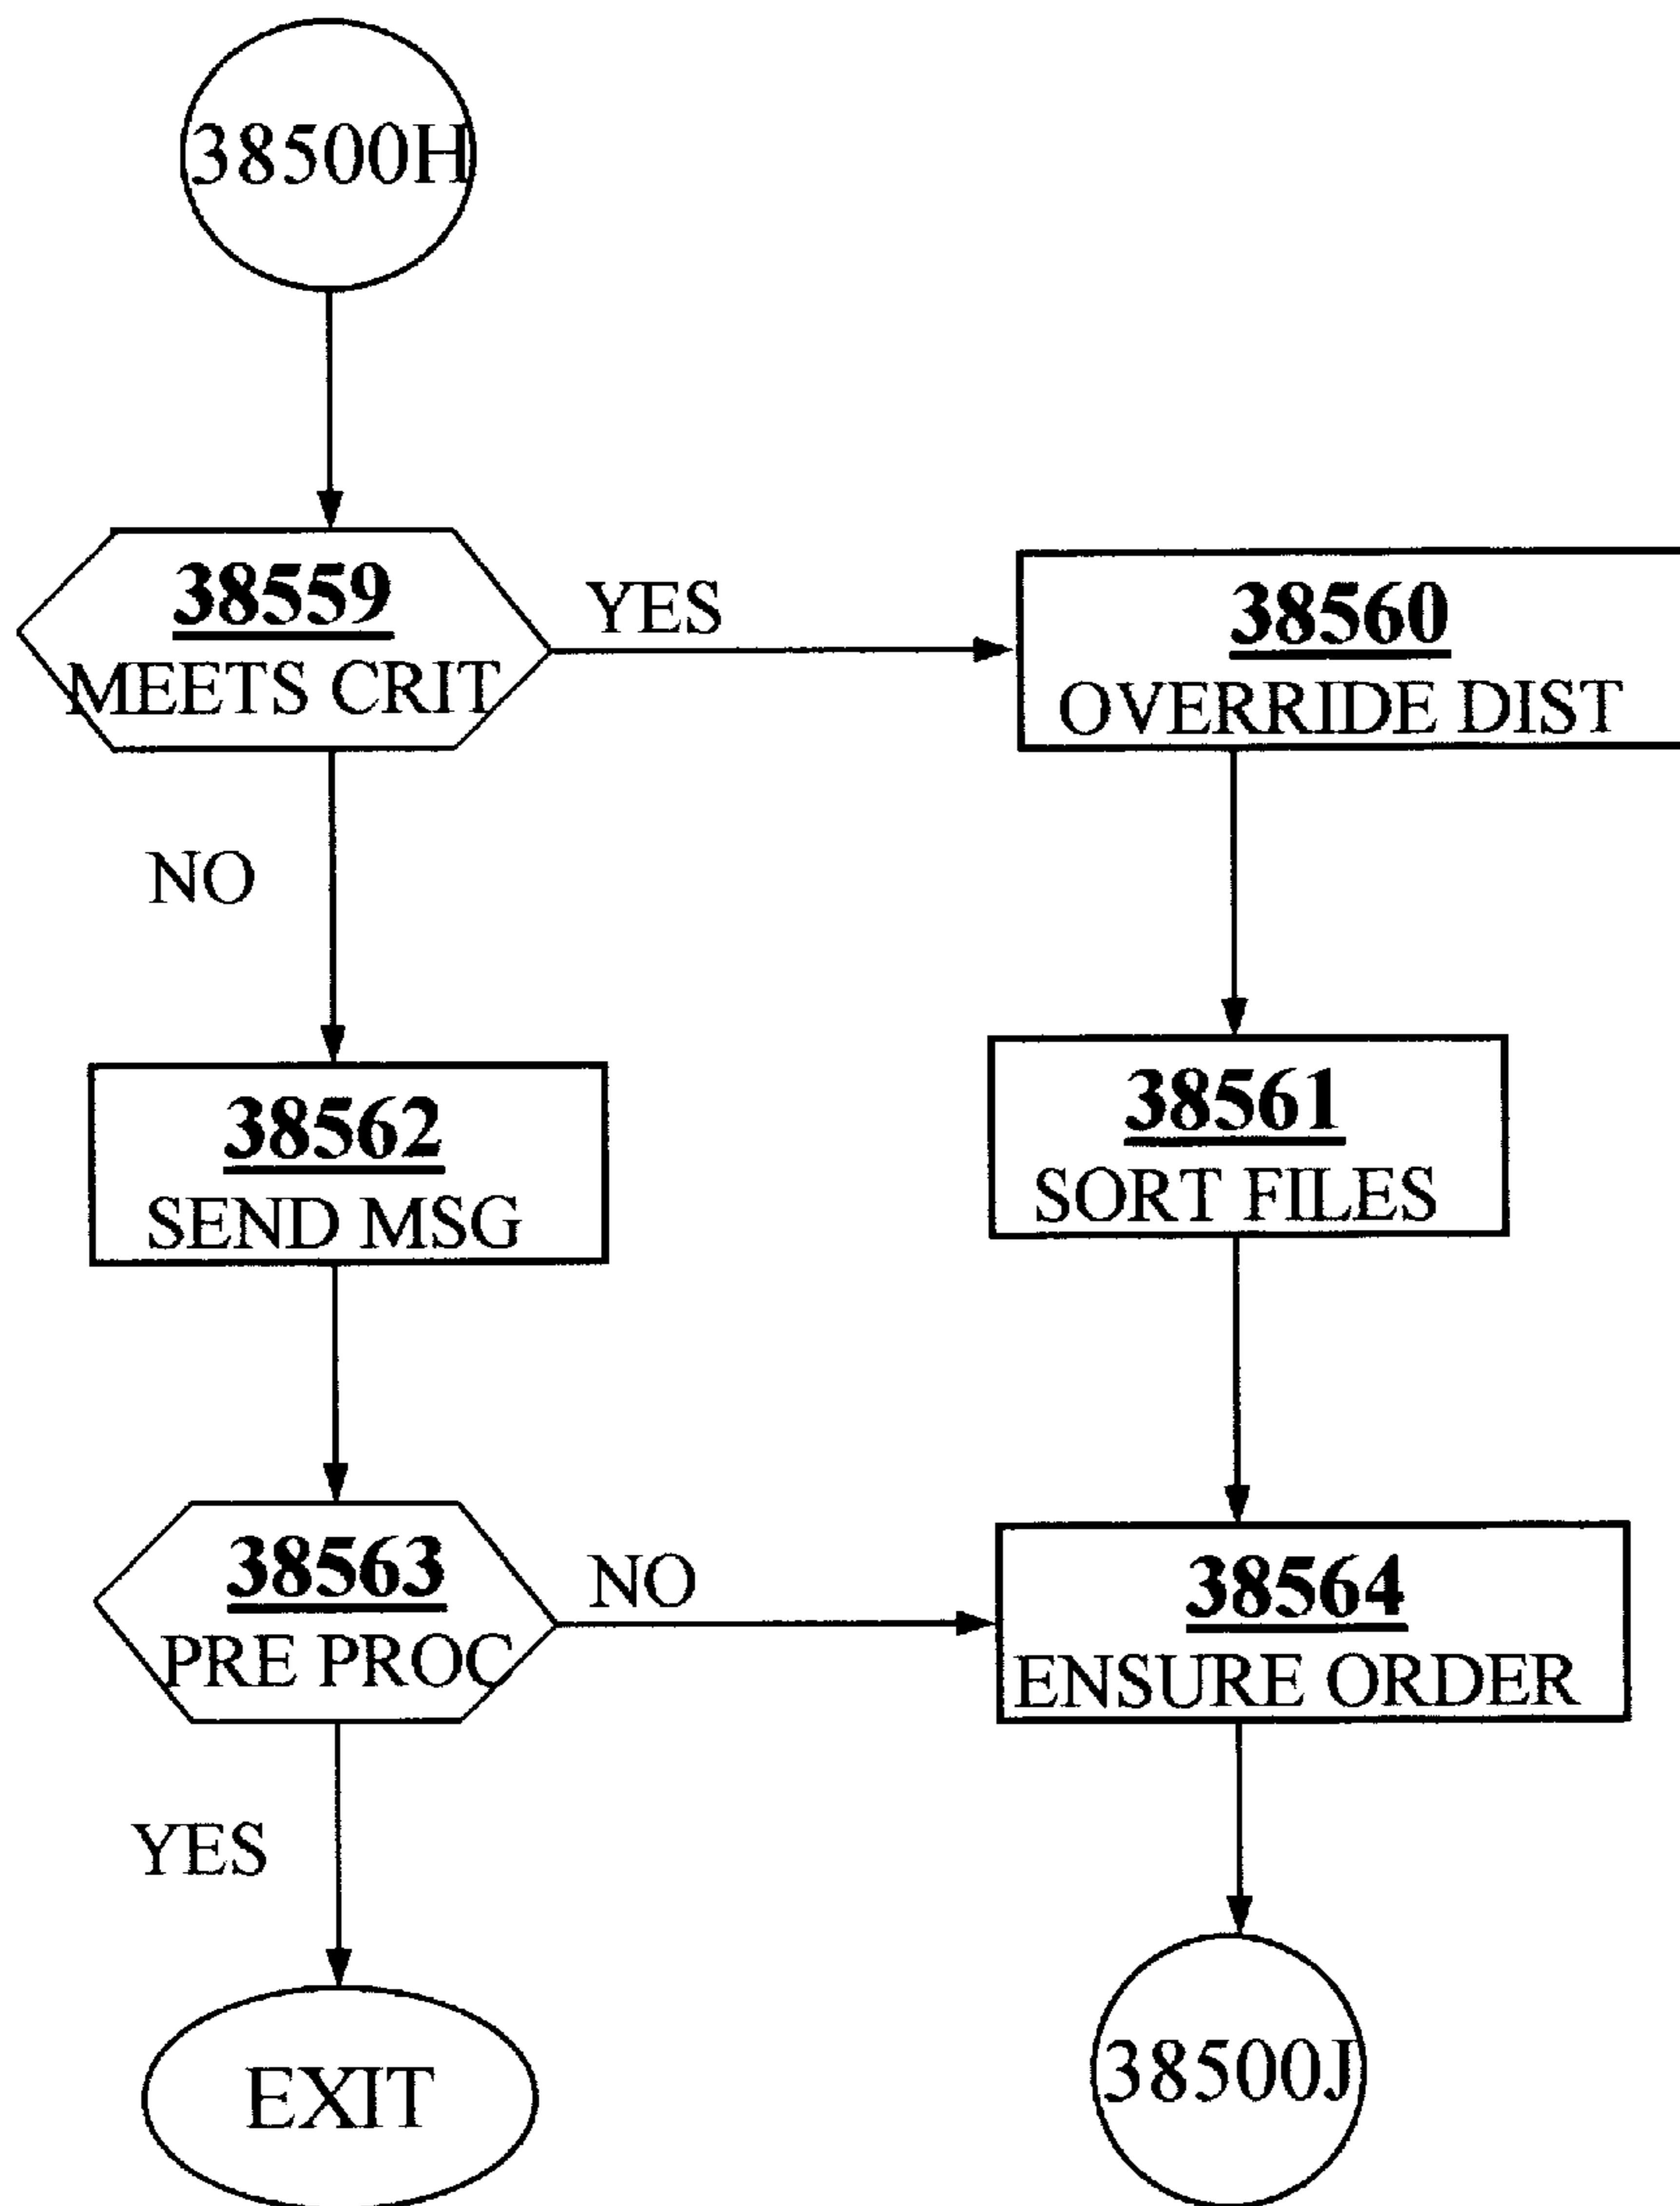 38500H
38559
MEETS CRIT
YES
38560
OVERRIDE DIST
NO
38562
SEND MSG
38561
SORT FILES
38563
PRE PROC
NO
38564
ENSURE ORDER
YES
EXIT
38500J